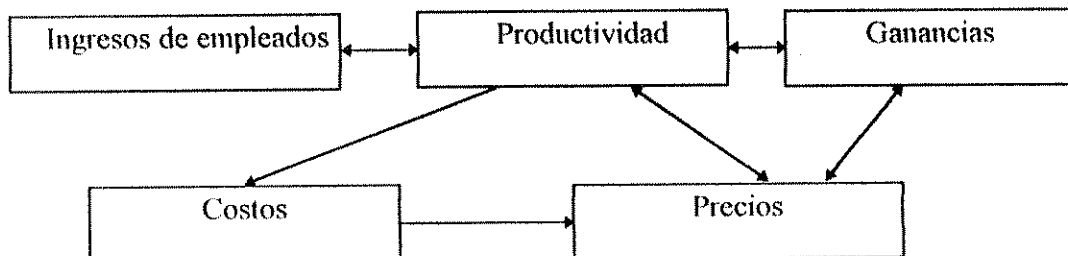 Ingresos de empleados
Productividad
Ganancias
Costos
Precios